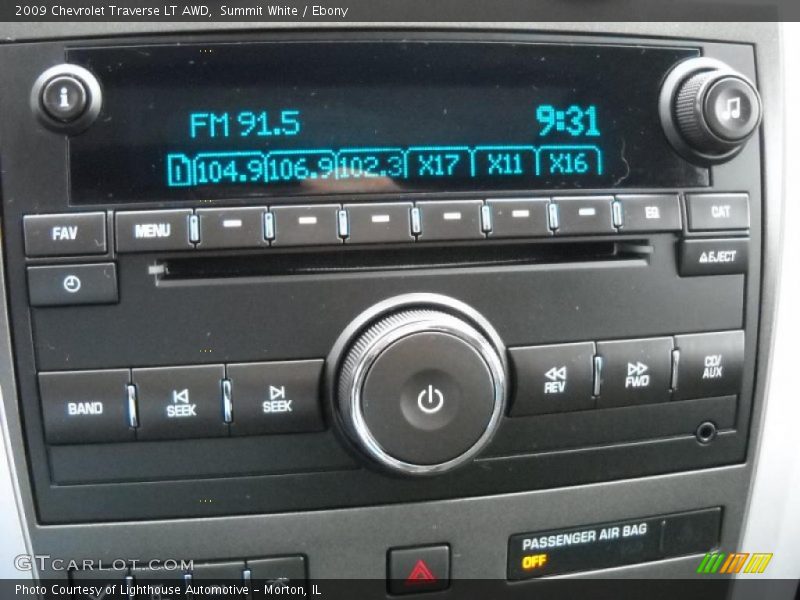 2009 Chevrolet Traverse LT AWD, Summit White / Ebony
i
FM 91.5 9:31
1 104.9 106.9 102.3 X17 X11 X16
FAV MENU EQ CAT
EJECT
BAND SEEK SEEK REV FWD CD/AUX
PASSENGER AIR BAG
OFF
GTCARLOT.COM
Photo Courtesy of Lighthouse Automotive - Morton, IL